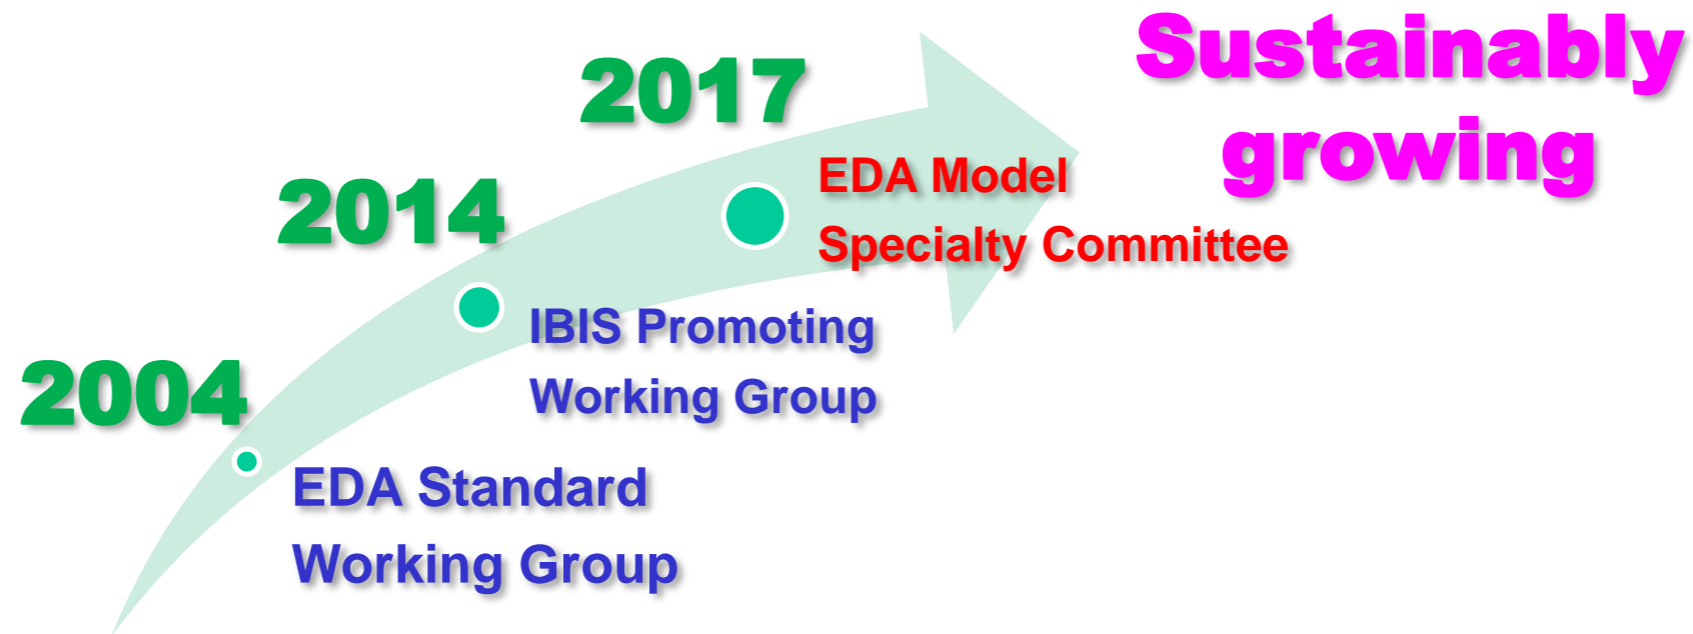 2004
EDA Standard
Working Group
2014
IBIS Promoting
Working Group
2017
EDA Model
Specialty Committee
Sustainably
growing